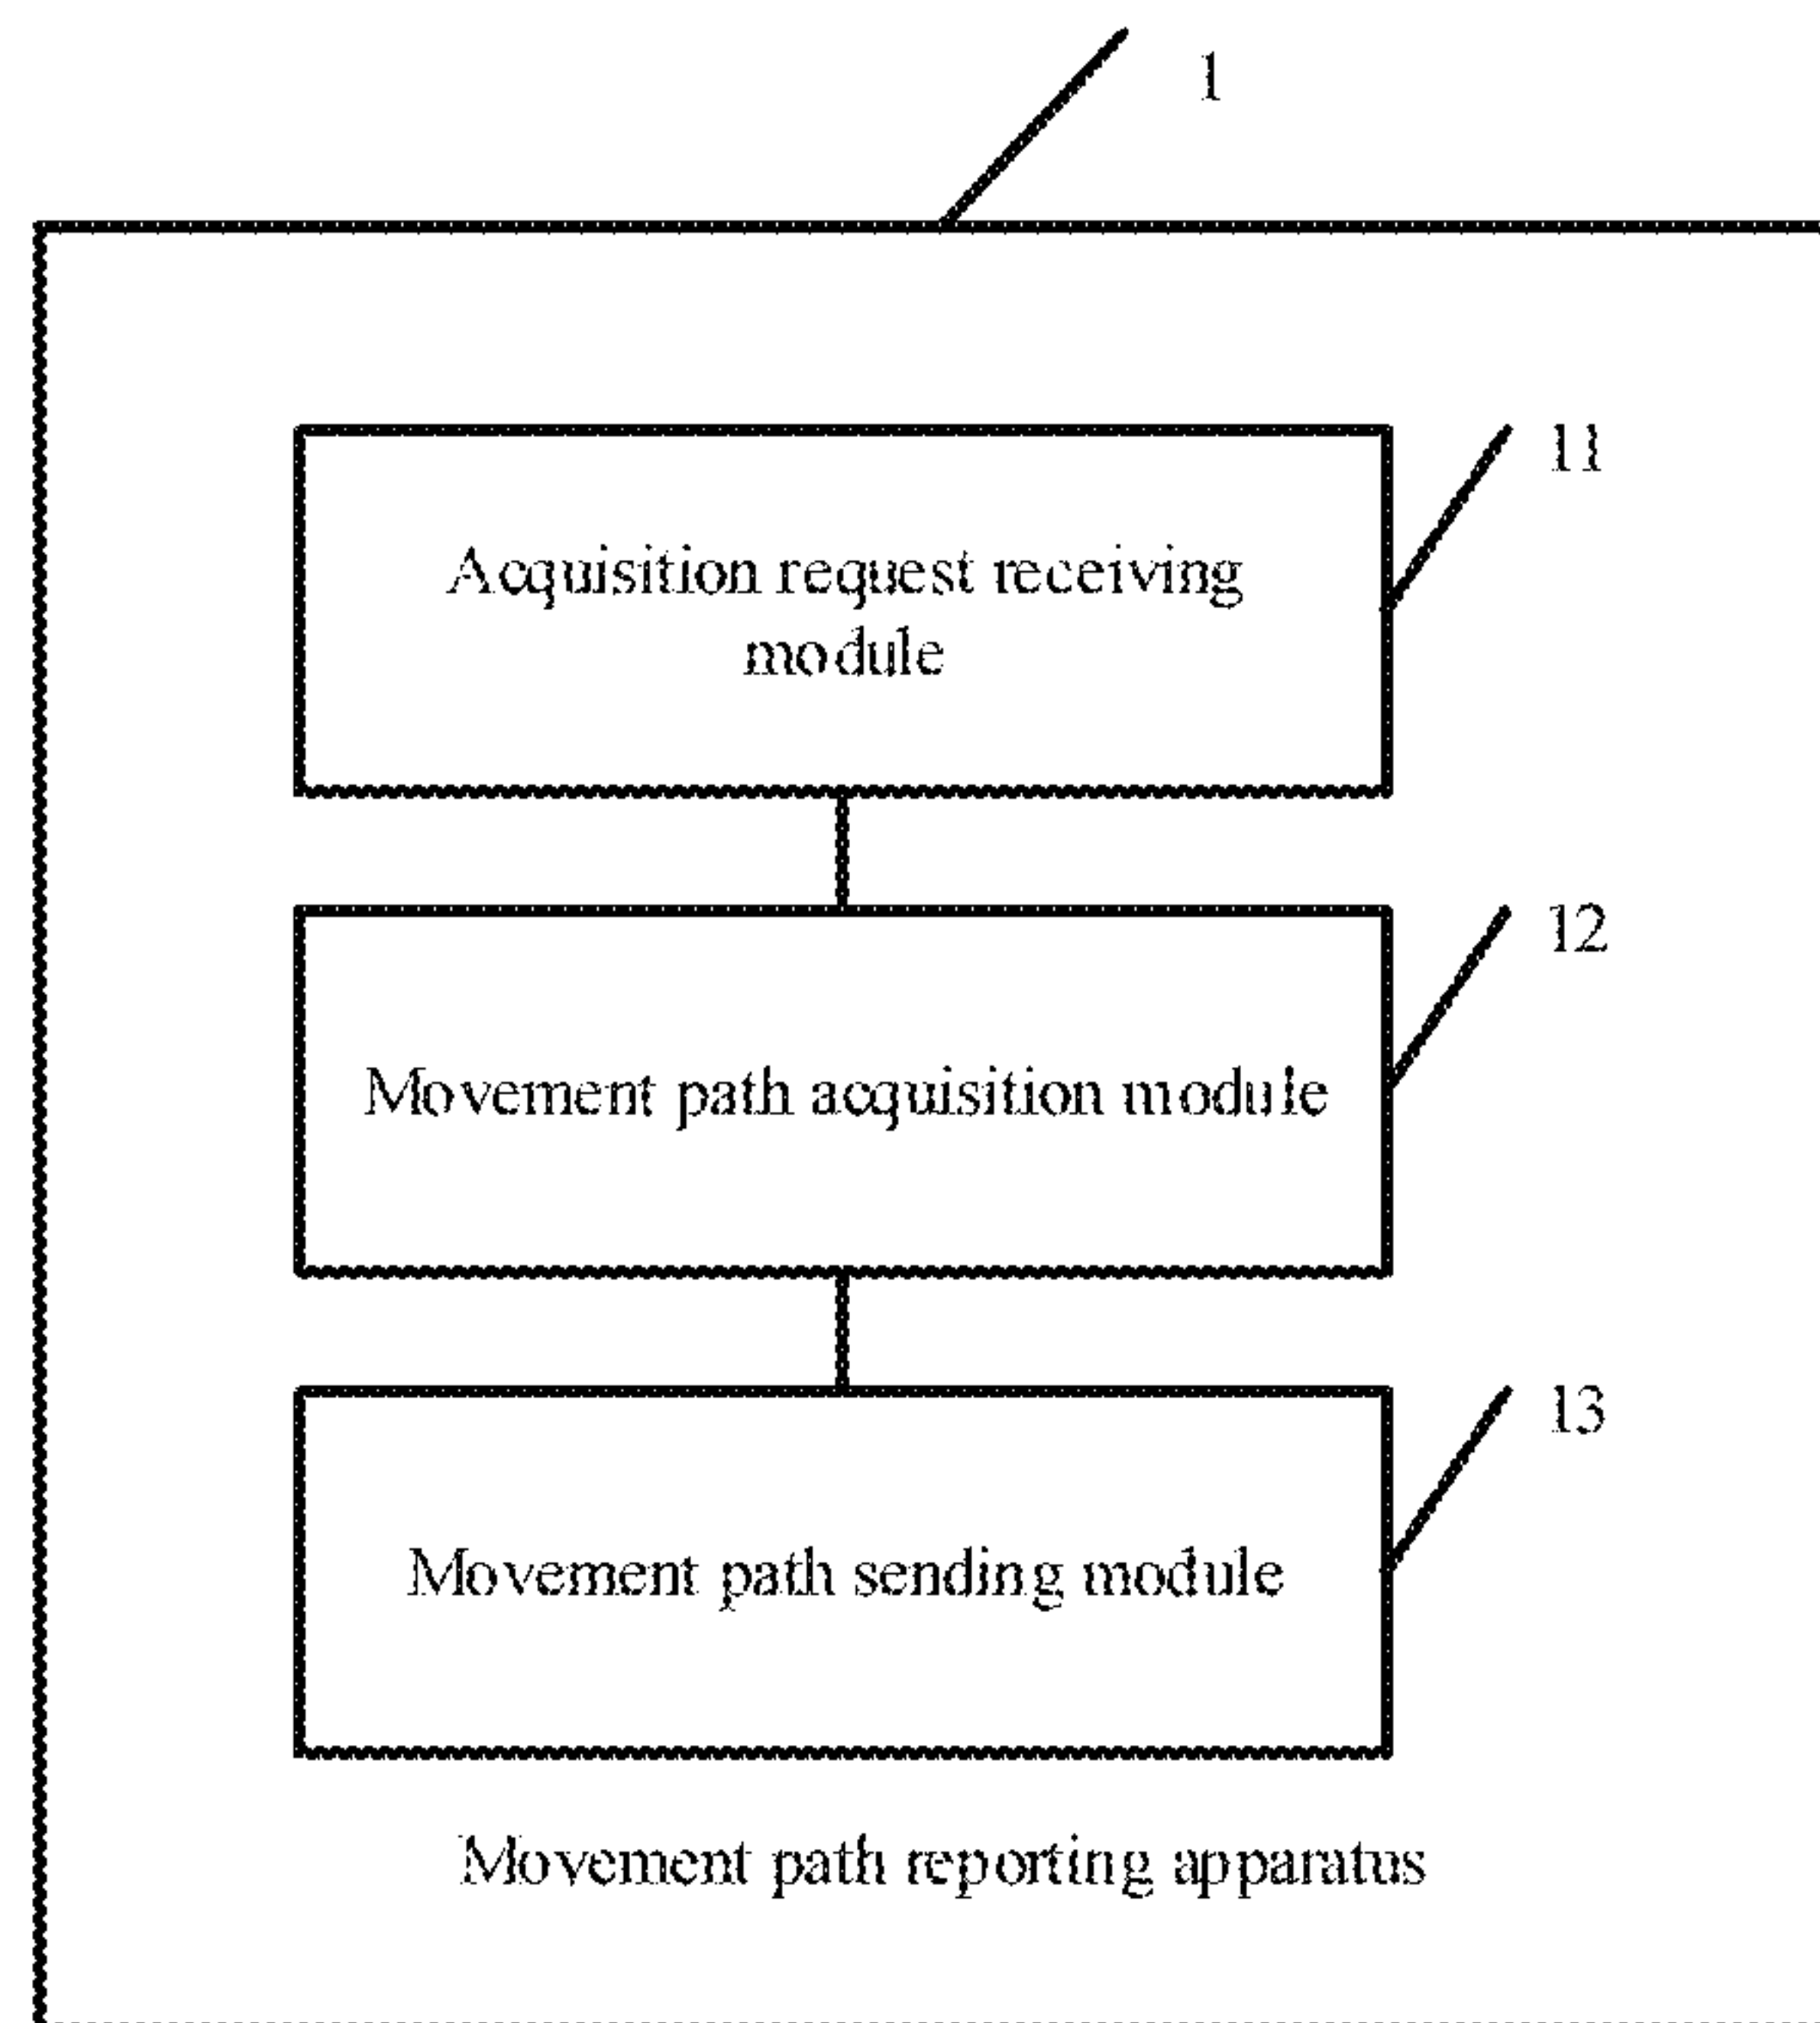 1
11
Acquisition request receiving
module
12
Movement path acquisition module
13
Movement path sending module
Movement path reporting apparatus